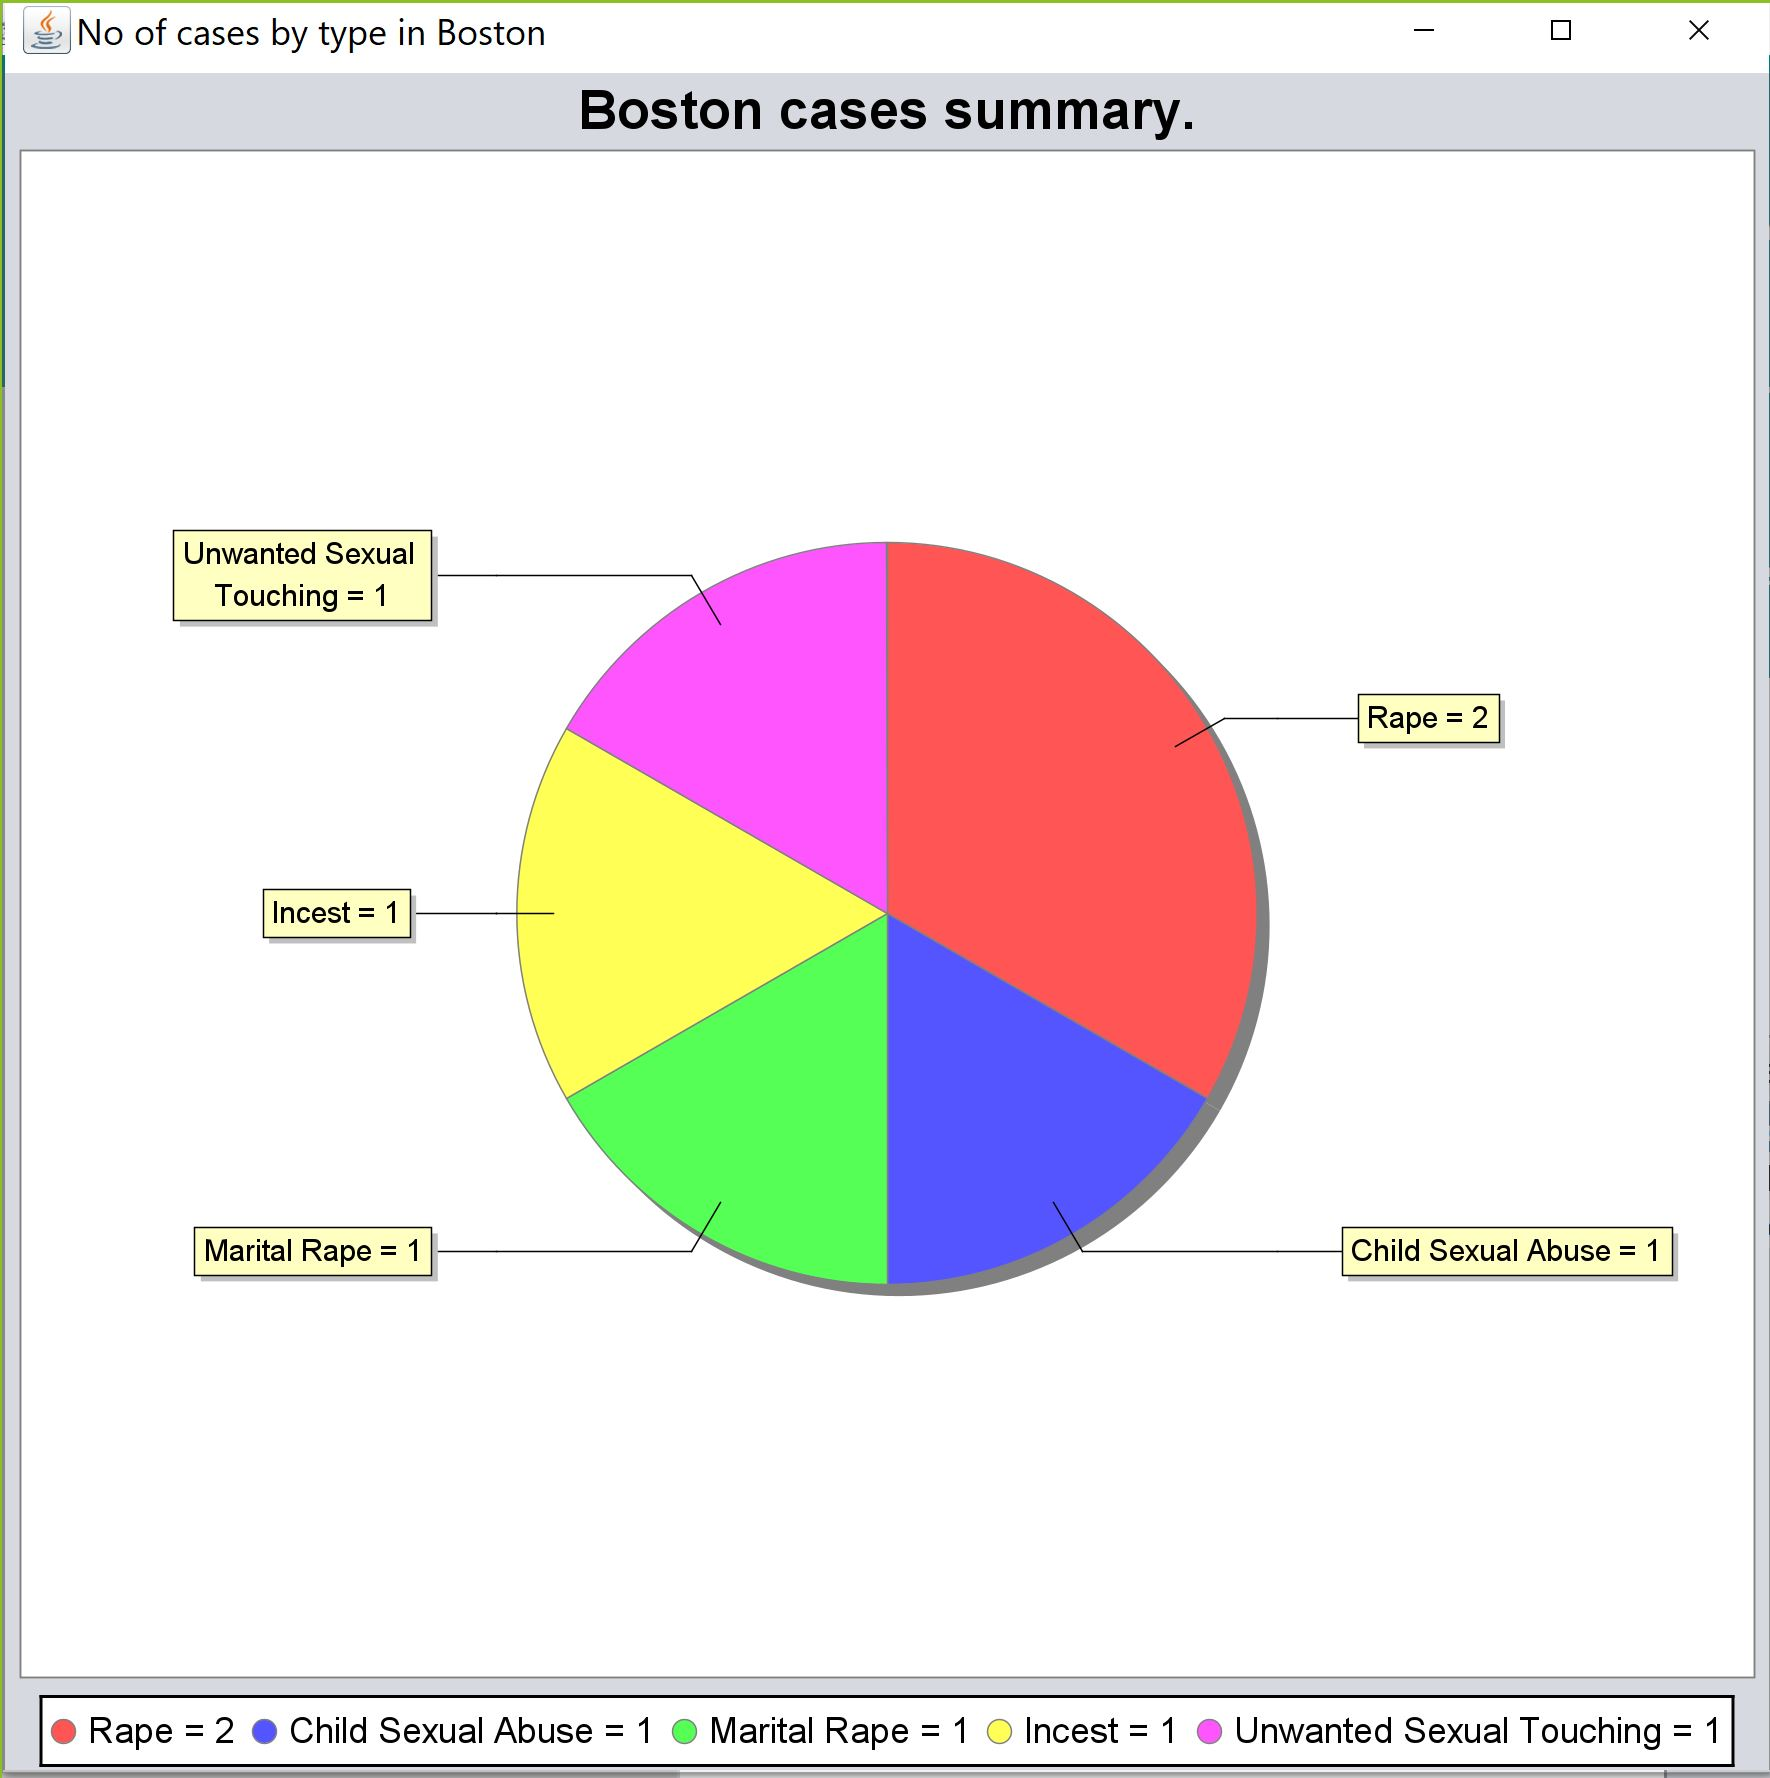 No of cases by type in Boston
Boston cases summary.
Unwanted Sexual
Touching = 1
Rape = 2
Incest = 1
Marital Rape = 1
Child Sexual Abuse = 1
Rape = 2 Child Sexual Abuse = 1 Marital Rape = 1 Incest = 1 Unwanted Sexual Touching = 1